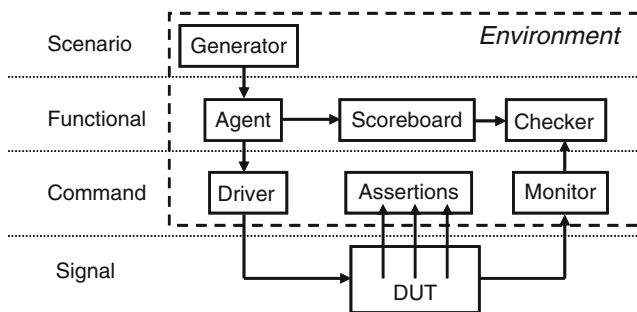 Scenario
Generator
Environment
Functional
Agent
Scoreboard
Checker
Command
Driver
Assertions
Monitor
Signal
DUT